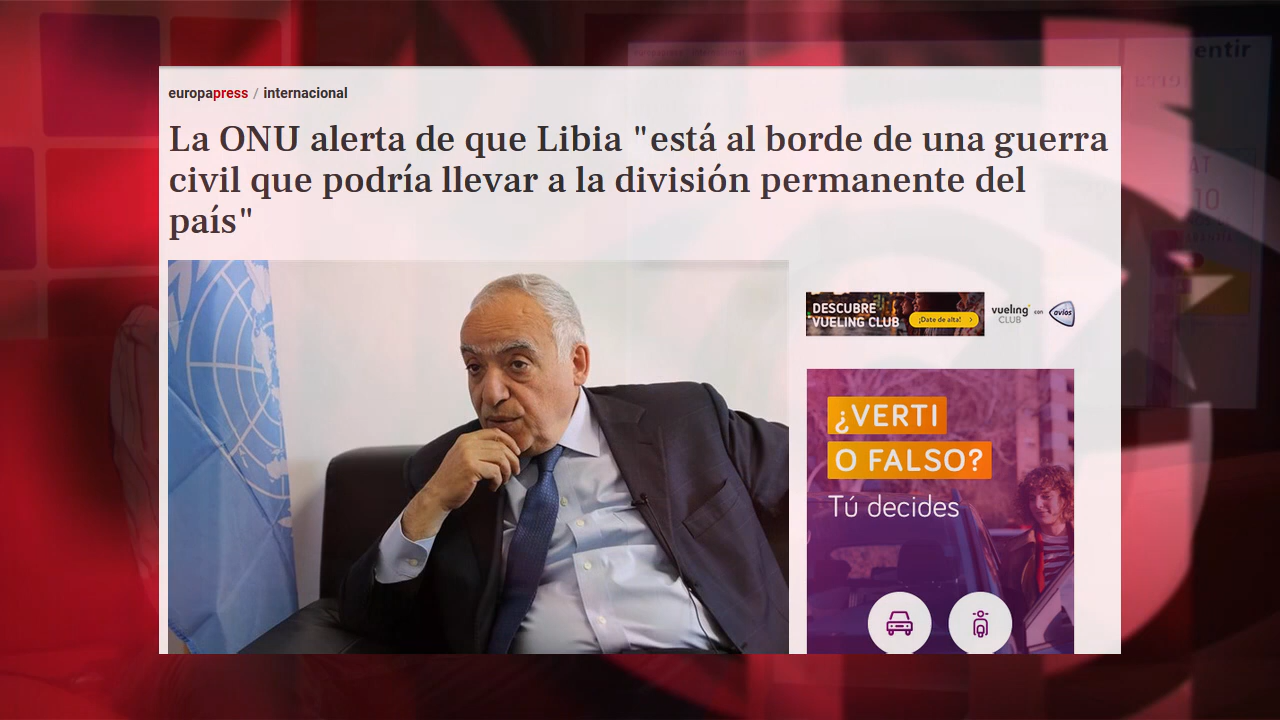 europapress / internacional
La ONU alerta de que Libia "está al borde de una guerra
civil que podría llevar a la división permanente del
país"
DESCUBRE
VUELING CLUB
¡Date de alta!
vueling
CLUB
con
avios
¿VERTI
O FALSO?
Tú decides
entir
AT
10